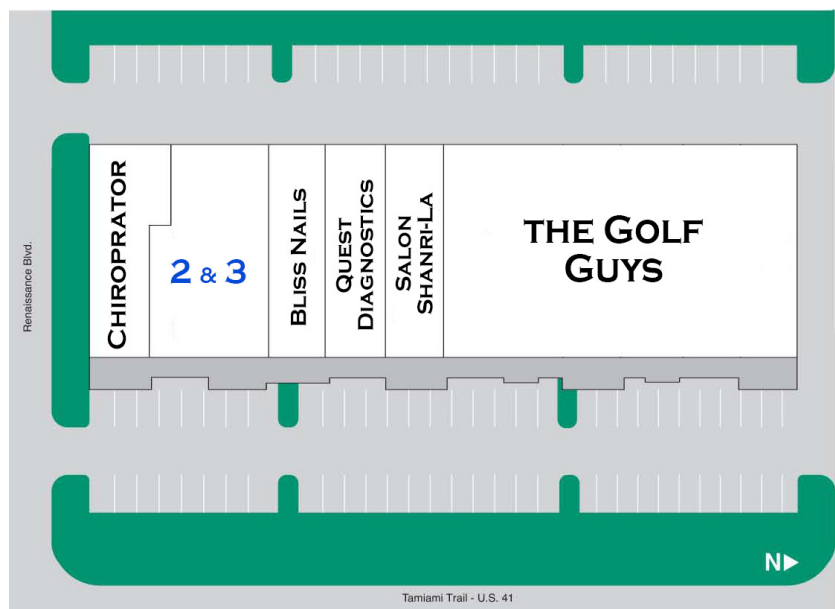 Renaissance Blvd.
CHIROPRATOR
2 & 3
BLISS NAILS
QUEST
DIAGNOSTICS
SALON
SHANRI-LA
THE GOLF
GUYS
N
Tamiami Trail - U.S. 41